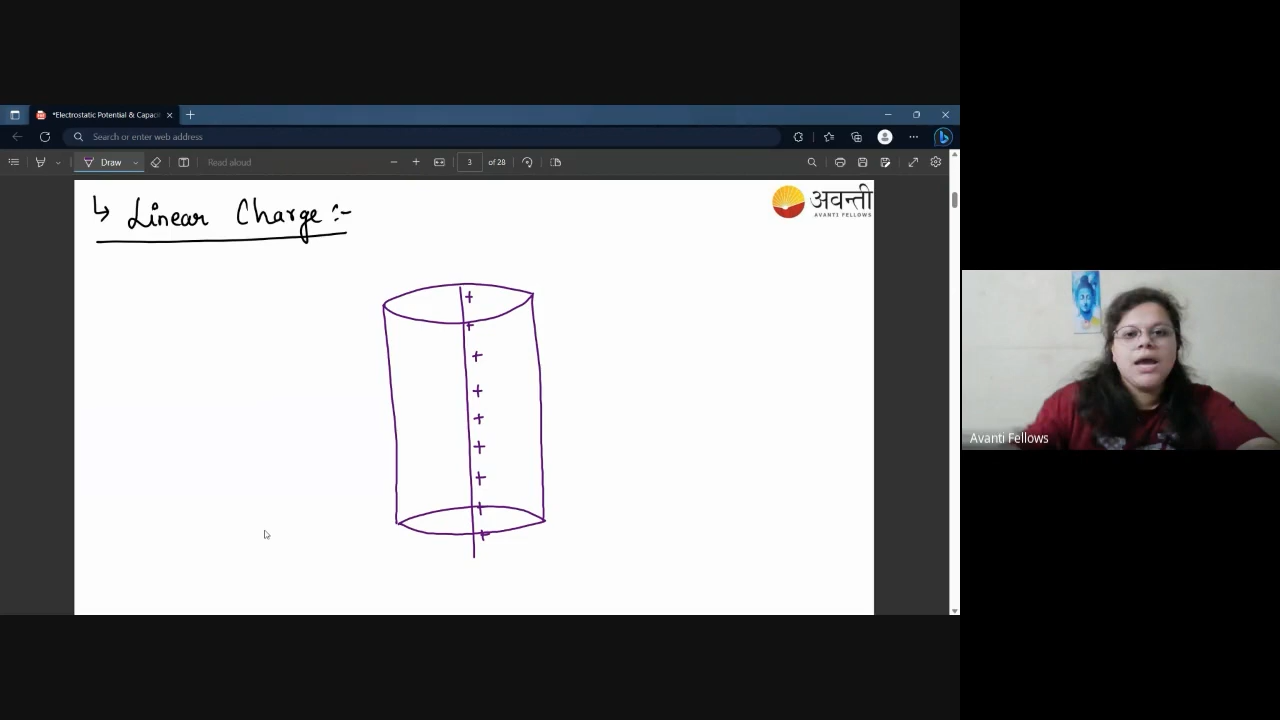 *Electrostatic Potential & Capaci
Search or enter web address
Draw
Read aloud
3 of 28
↳ Linear Charge :-
अवन्ती
AVANTI FELLOWS
+
+
+
+
+
+
+
+
+
Avanti Fellows